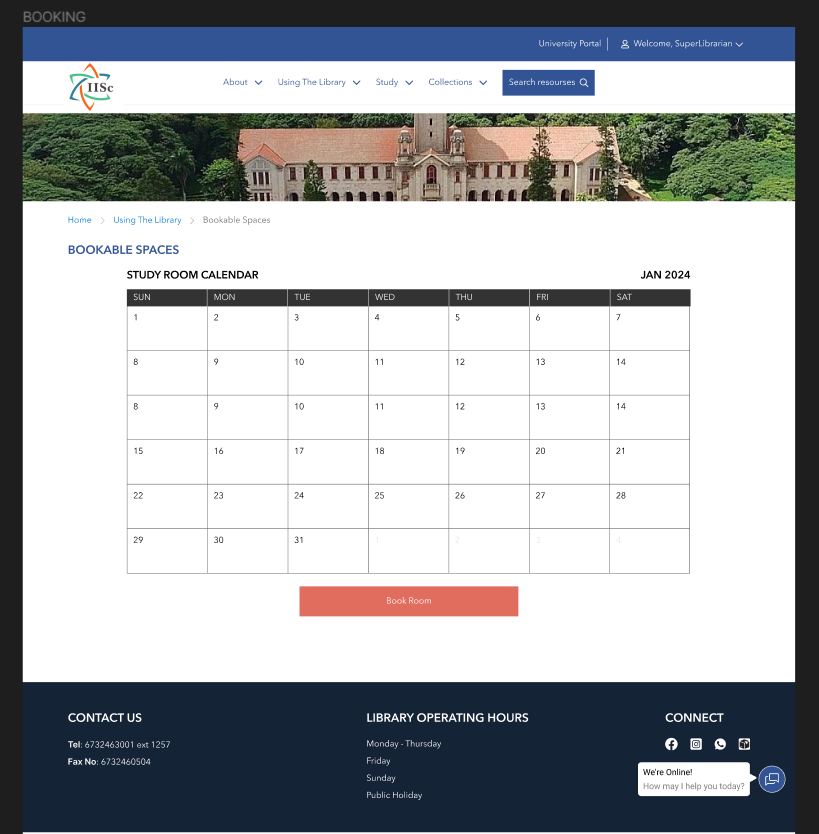 BOOKING
University Portal
Welcome, SuperLibrarian
IISc
About
Using The Library
Study
Collections
Search resourses
Home
Using The Library
Bookable Spaces
BOOKABLE SPACES
STUDY ROOM CALENDAR
JAN 2024
SUN MON TUE WED THU FRI SAT
1 2 3 4 5 6 7
8 9 10 11 12 13 14
8 9 10 11 12 13 14
15 16 17 18 19 20 21
22 23 24 25 26 27 28
29 30 31 1 2 3 4
Book Room
CONTACT US
Tel: 6732463001 ext 1257
Fax No: 6732460504
LIBRARY OPERATING HOURS
Monday - Thursday
Friday
Sunday
Public Holiday
CONNECT
We're Online!
How may I help you today?